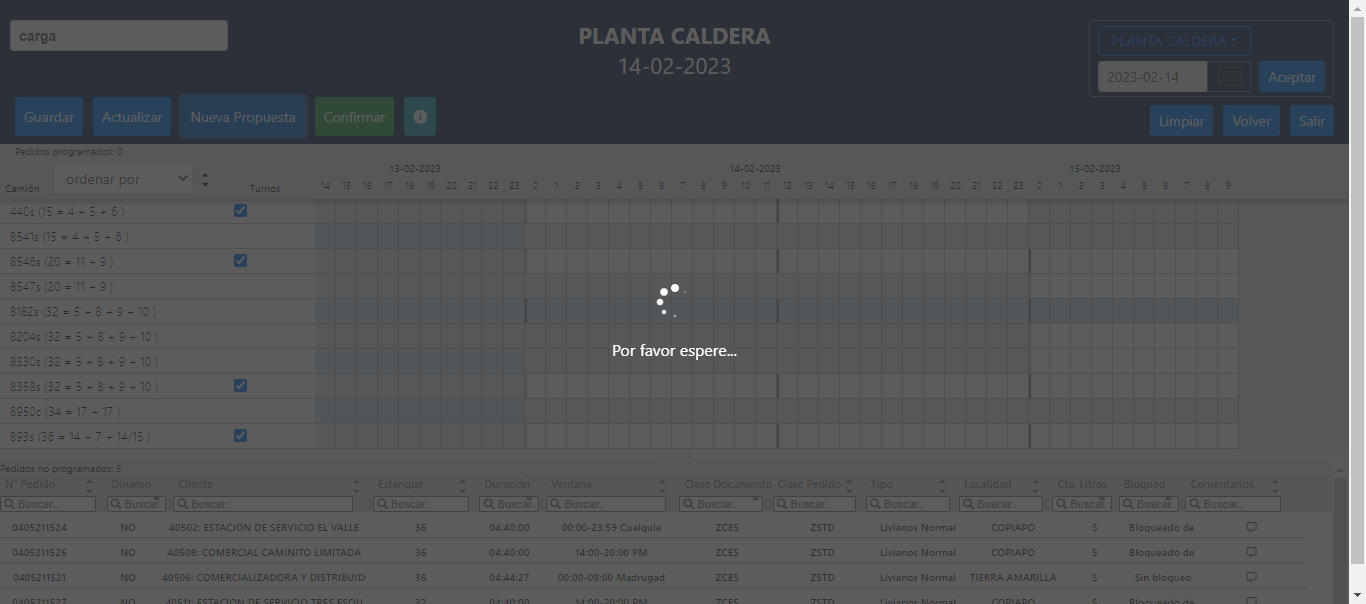 carga
PLANTA CALDERA
14-02-2023
PLANTA CALDERA
2023-02-14
Aceptar
Guardar Actualizar Nueva Propuesta Confirmar
Limpiar Volver Salir
Pedidos programados: 0
13-02-2023 14-02-2023 15-02-2023
Camión ordenar por Turnos 14 15 16 17 18 19 20 21 22 23 0 1 2 3 4 5 6 7 8 9 10 11 12 13 14 15 16 17 18 19 20 21 22 23 0 1 2 3 4 5 6 7 8 9
440s (15 = 4 + 5 + 6 )
8541s (15 = 4 + 5 + 6 )
8546s (20 = 11 + 9 )
8547s (20 = 11 + 9 )
8182s (32 = 5 + 8 + 9 + 10 )
8204s (32 = 5 + 8 + 9 + 10 )
8330s (32 = 5 + 8 + 9 + 10 )
Por favor espere...
8358s (32 = 5 + 8 + 9 + 10 )
8950c (34 = 17 + 17 )
893s (36 = 14 + 7 + 14/15 )
Pedidos no programados: 5
N° Pedido Dinamo Cliente Estanque Duración Ventana Clase Documento Clase Pedido Tipo Localidad Cta. Litros Bloqueo Comentarios
Buscar.. Buscar. Buscar.. Buscar.. Buscar. Buscar.. Buscar.. Buscar.. Buscar.. Buscar.. Buscar. Buscar. Buscar..
0405211524 NO 40502: ESTACION DE SERVICIO EL VALLE 36 04:40:00 00:00-23:59 Cualquie ZCES ZSTD Livianos Normal COPIAPO S Bloqueado de
0405211526 NO 40508: COMERCIAL CAMINITO LIMITADA 36 04:40:00 14:00-20:00 PM ZCES ZSTD Livianos Normal COPIAPO S Bloqueado de
0405211521 NO 40506: COMERCIALIZADORA Y DISTRIBUID 36 04:44:27 00:00-08:00 Madrugad ZCES ZSTD Livianos Normal TIERRA AMARILLA S Sin bloqueo
0405211527 NO 40511: ESTACION DE SERVICIO TRES ESQU 32 04:40:00 14:00-20:00 PM ZCES ZSTD Livianos Normal COPIAPO S Bloqueado de